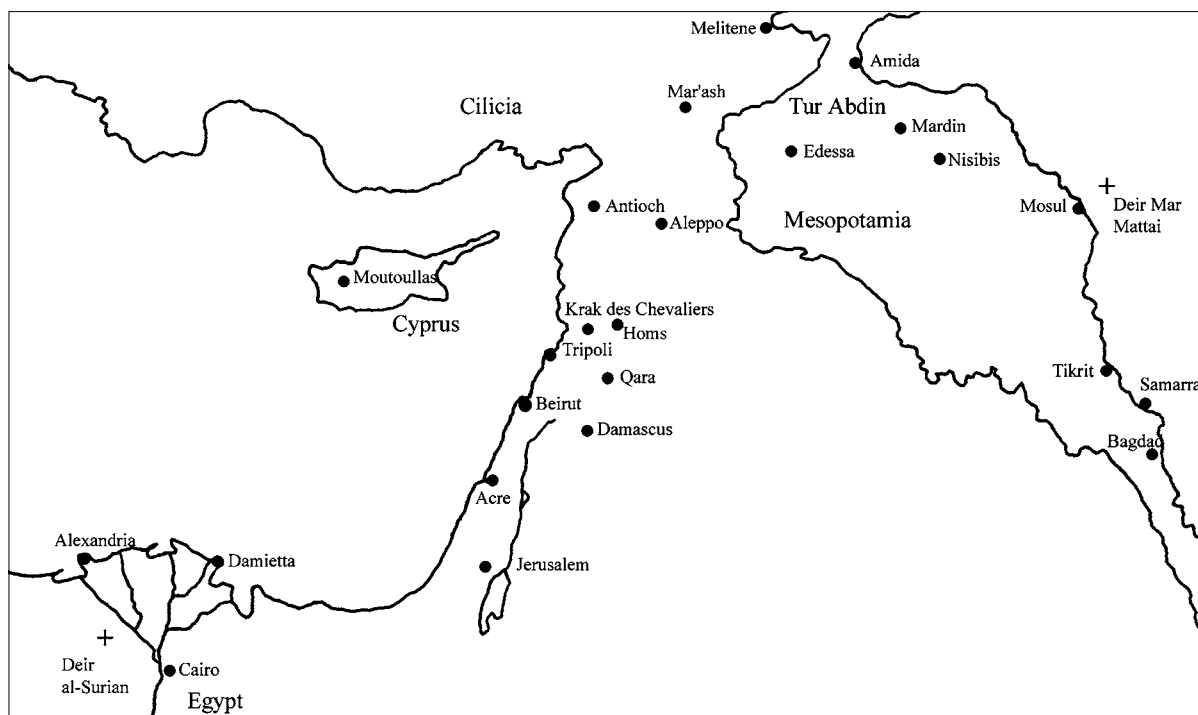 Melitene
Amida
Mar'ash
Cilicia
Tur Abdin
Mardin
Edessa
Nisibis
Antioch
Mosul
Deir Mar
Mattai
Aleppo
Mesopotamia
Moutoullas
Krak des Chevaliers
Cyprus
Homs
Tripoli
Qara
Tikrit
Samarra
Beirut
Damascus
Bagdad
Acre
Alexandria
Damietta
Jerusalem
Deir
al-Surian
Cairo
Egypt